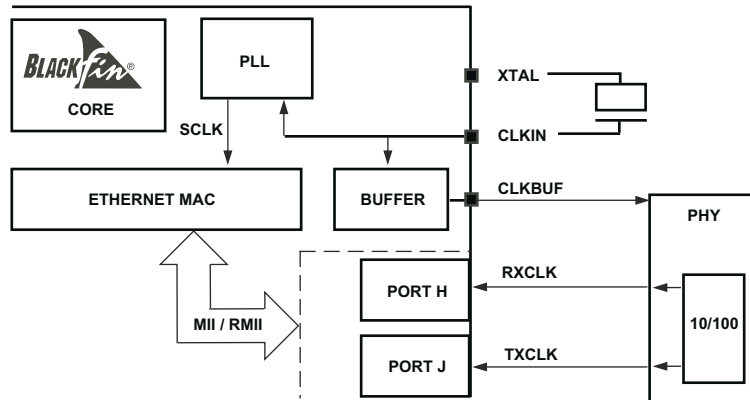 BLACKfin®
CORE
PLL
SCLK
XTAL
CLKIN
ETHERNET MAC
BUFFER
CLKBUF
PHY
MII / RMII
PORT H
RXCLK
10/100
PORT J
TXCLK